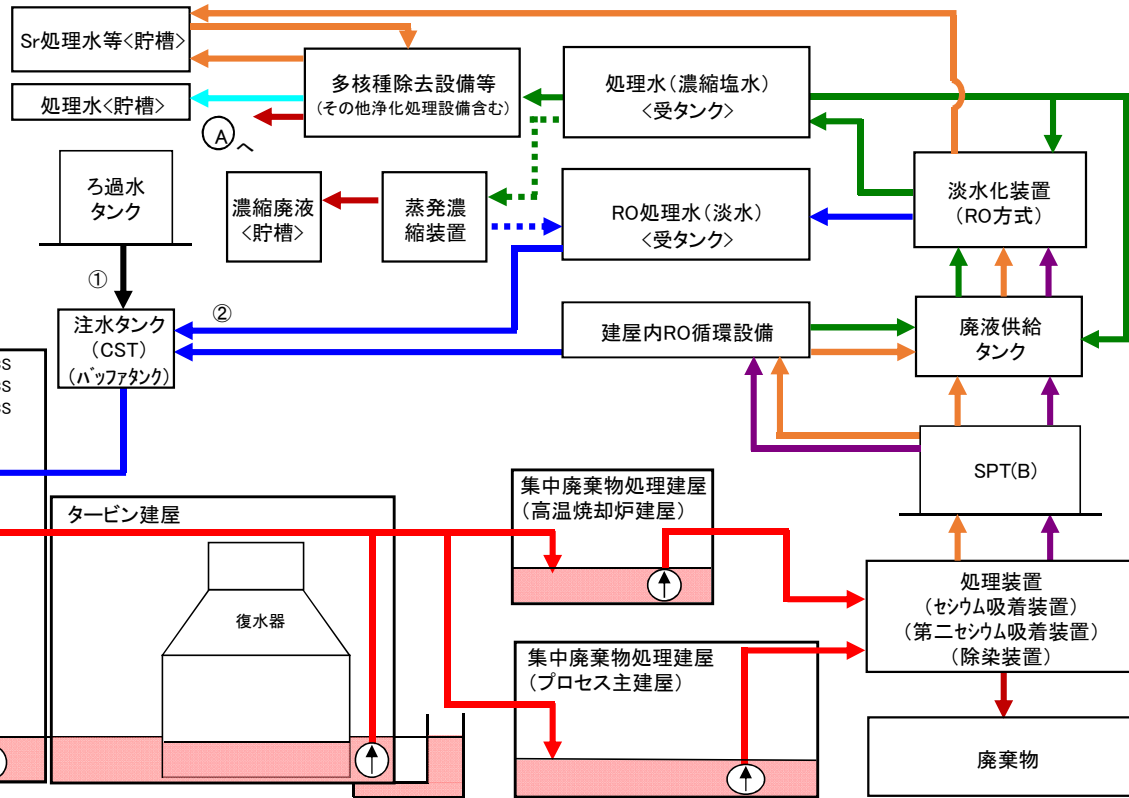 Sr処理水等<貯槽>
処理水<貯槽>
多核種除去設備等
(その他浄化処理設備含む)
Aへ
処理水(濃縮塩水)
<受タンク>
ろ過水
タンク
濃縮廃液
<貯槽>
蒸発濃
縮装置
RO処理水(淡水)
<受タンク>
淡水化装置
(RO方式)
①
②
注水タンク
(CST)
(バッファタンク)
建屋内RO循環設備
廃液供給
タンク
CS
CS
CS
SPT(B)
タービン建屋
復水器
集中廃棄物処理建屋
(高温焼却炉建屋)
集中廃棄物処理建屋
(プロセス主建屋)
処理装置
(セシウム吸着装置)
(第二セシウム吸着装置)
(除染装置)
廃棄物